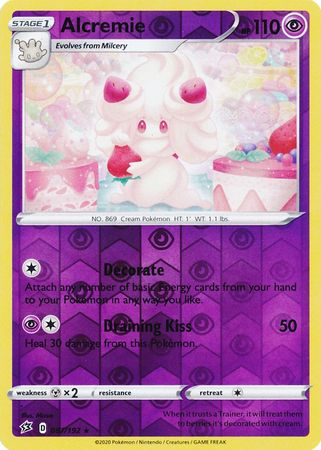 STAGE 1
Alcremie
HP 110
Evolves from Milcery
NO. 869 Cream Pokémon HT: 1' WT: 1.1 lbs.
Decorate
Attach any number of basic Energy cards from your hand
to your Pokémon in any way you like.
Draining Kiss 50
Heal 30 damage from this Pokémon.
weakness ×2 resistance retreat
Illus. Mizue
D /192 ★
When it trusts a Trainer, it will treat them
to berries it's decorated with cream.
©2020 Pokémon / Nintendo / Creatures / GAME FREAK